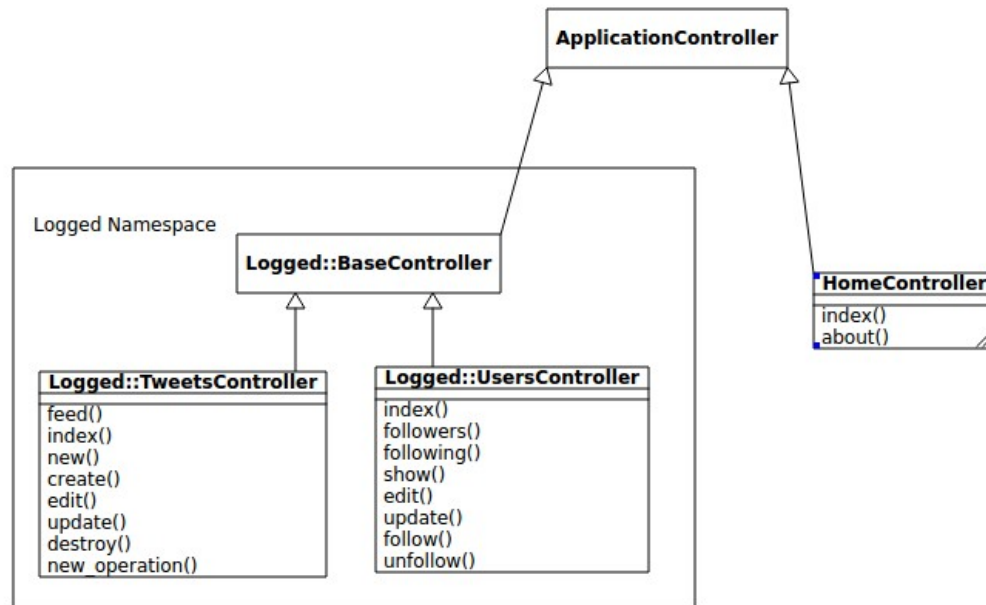 ApplicationController
Logged Namespace
Logged::BaseController
HomeController
index()
about()
Logged::TweetsController
feed()
index()
new()
create()
edit()
update()
destroy()
new_operation()
Logged::UsersController
index()
followers()
following()
show()
edit()
update()
follow()
unfollow()